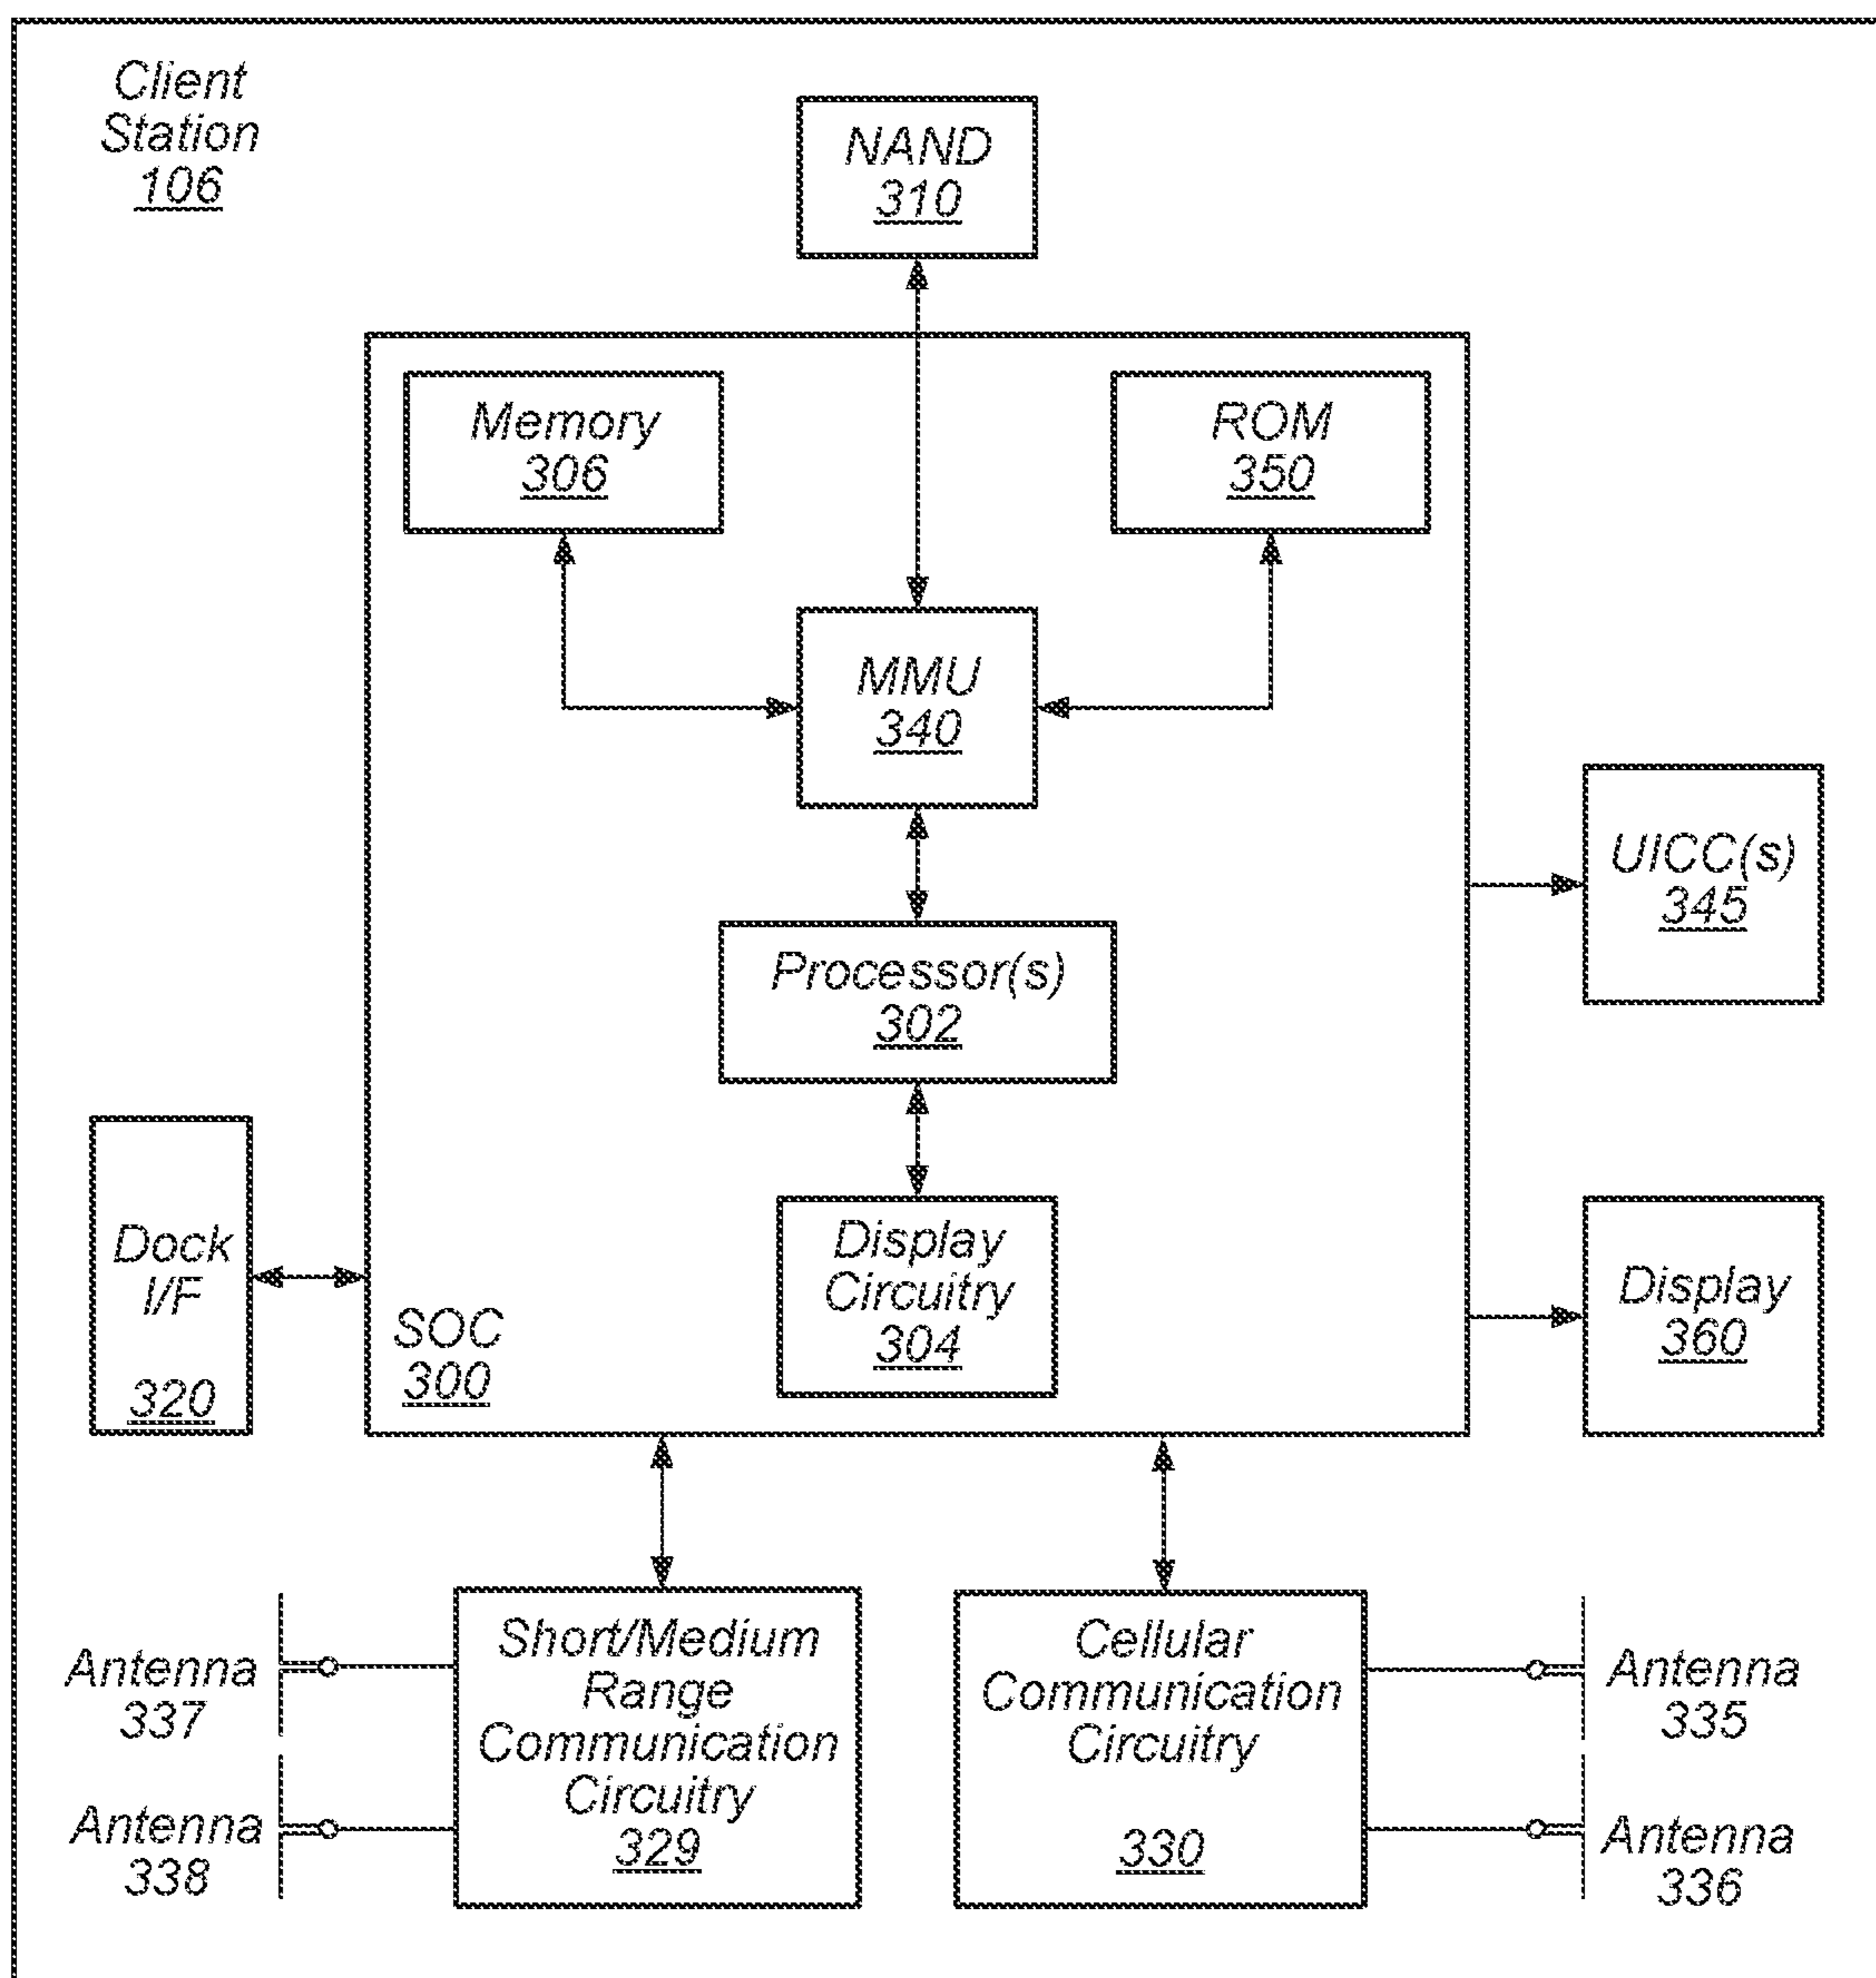 Client
Station
106
NAND
310
Memory
306
ROM
350
MMU
340
UICC(s)
345
Processor(s)
302
Dock
I/F
320
Display
Circuitry
304
SOC
300
Display
360
Antenna
337
Antenna
338
Short/Medium
Range
Communication
Circuitry
329
Cellular
Communication
Circuitry
330
Antenna
335
Antenna
336